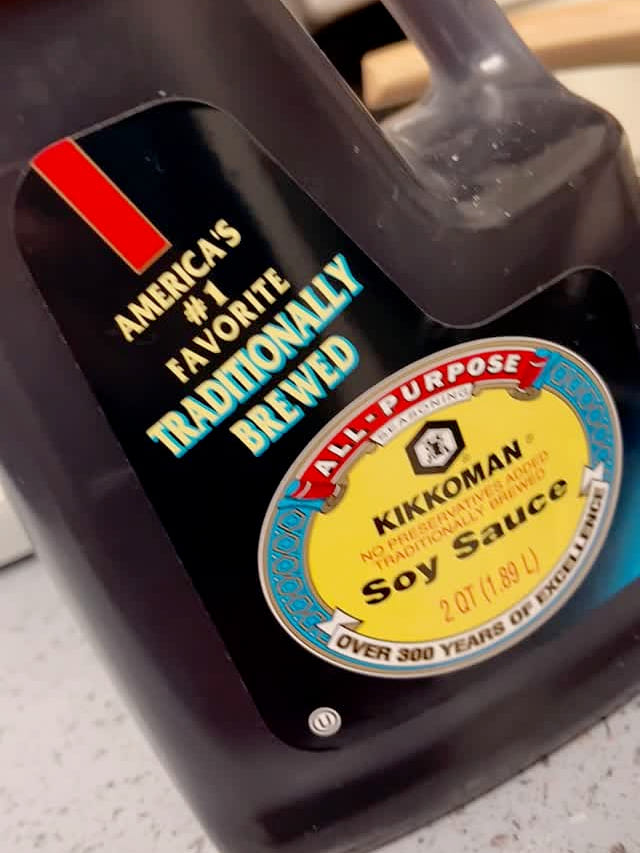 AMERICA'S
#1
FAVORITE
TRADITIONALLY
BREWED
ALL-PURPOSE
SEASONING
KIKKOMAN®
NO PRESERVATIVES ADDED
TRADITIONALLY BREWED
Soy Sauce
2 QT (1.89 L)
OVER 300 YEARS OF EXCELLENCE
U